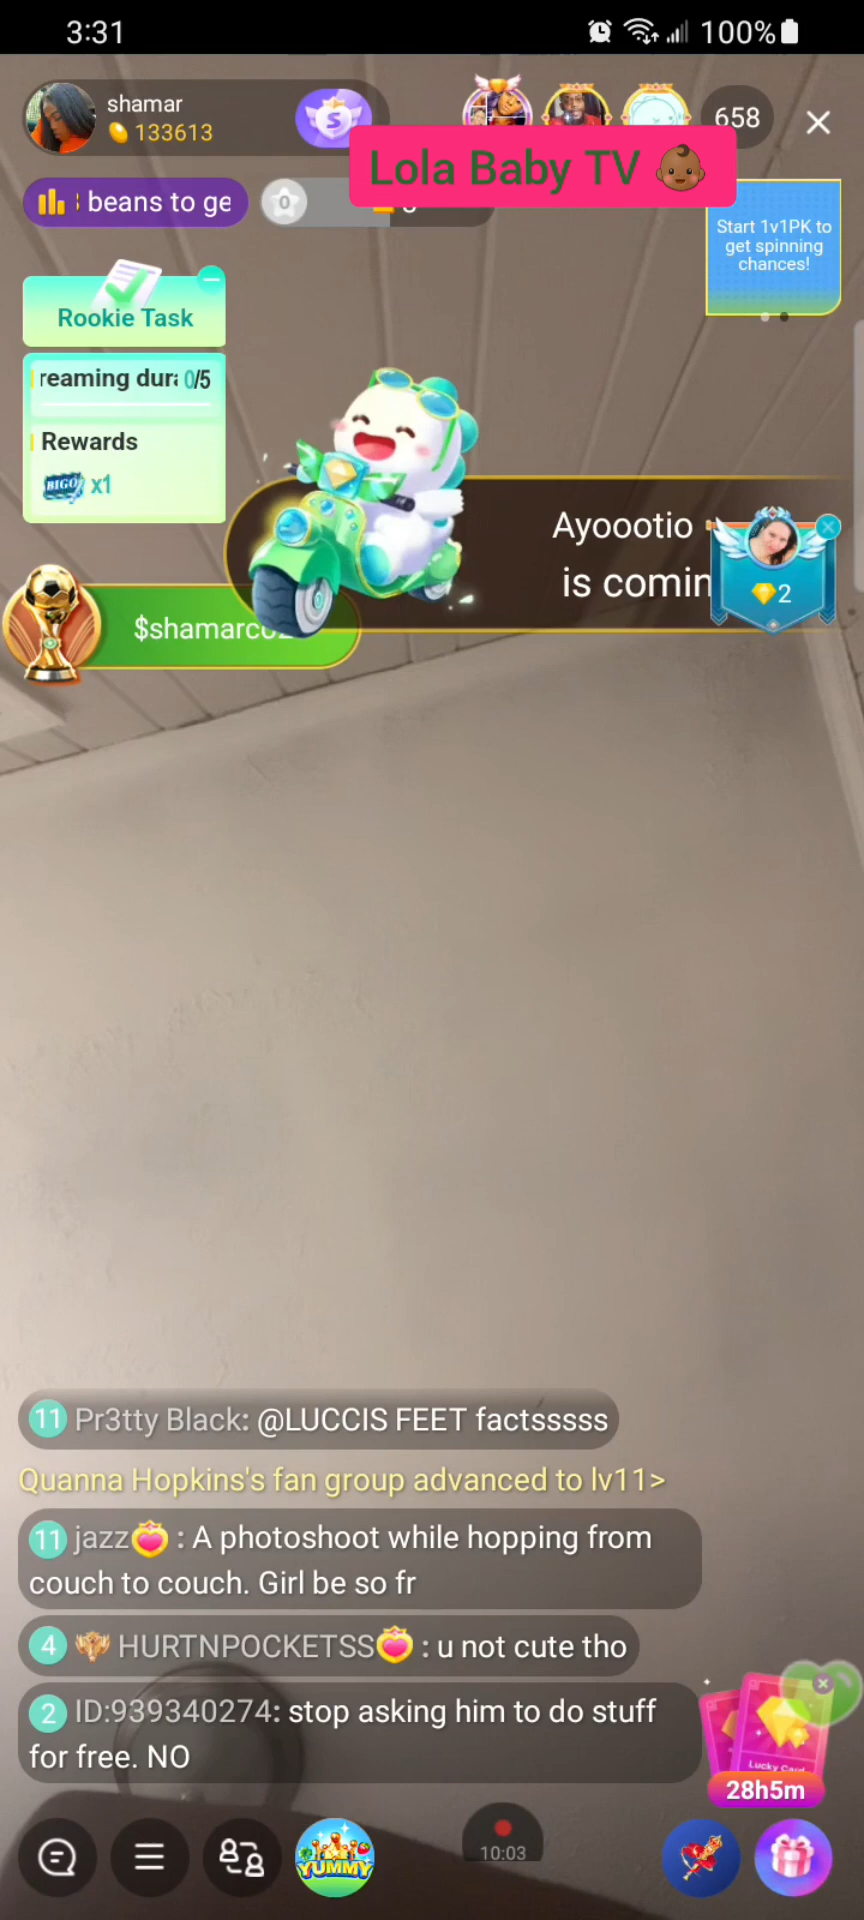 3:31
100%
shamar
133613
S
658
Lola Baby TV
beans to ge
0
Start 1v1PK to
get spinning
chances!
Rookie Task
reaming dura 0/5
Rewards
BIGO x1
Ayoootio
is comin
2
11 Pr3tty Black: @LUCCIS FEET factsssss
Quanna Hopkins's fan group advanced to lv11>
11 jazz : A photoshoot while hopping from
couch to couch. Girl be so fr
4 HURTNPOCKETSS : u not cute tho
2 ID:939340274: stop asking him to do stuff
for free. NO
Lucky Card
28h5m
YUMMY
10:03